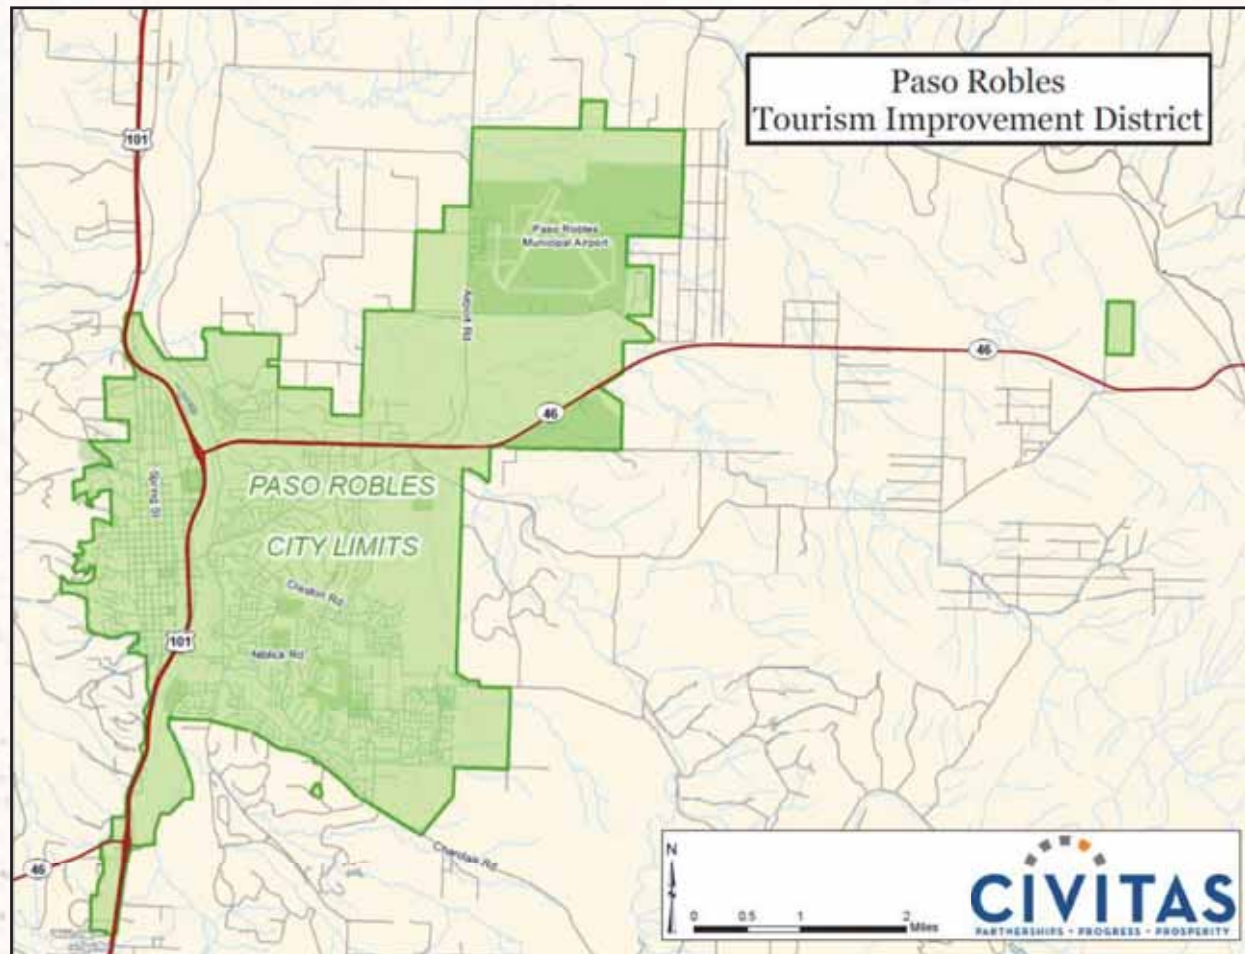 Paso Robles
Tourism Improvement District
101
Paso Robles
Municipal Airport
Airport Rd
46
46
Spring St
PASO ROBLES
CITY LIMITS
Creston Rd
Niblick Rd
101
46
Charolais Rd
N
0 0.5 1 2
Miles
CIVITAS
PARTNERSHIPS • PROGRESS • PROSPERITY